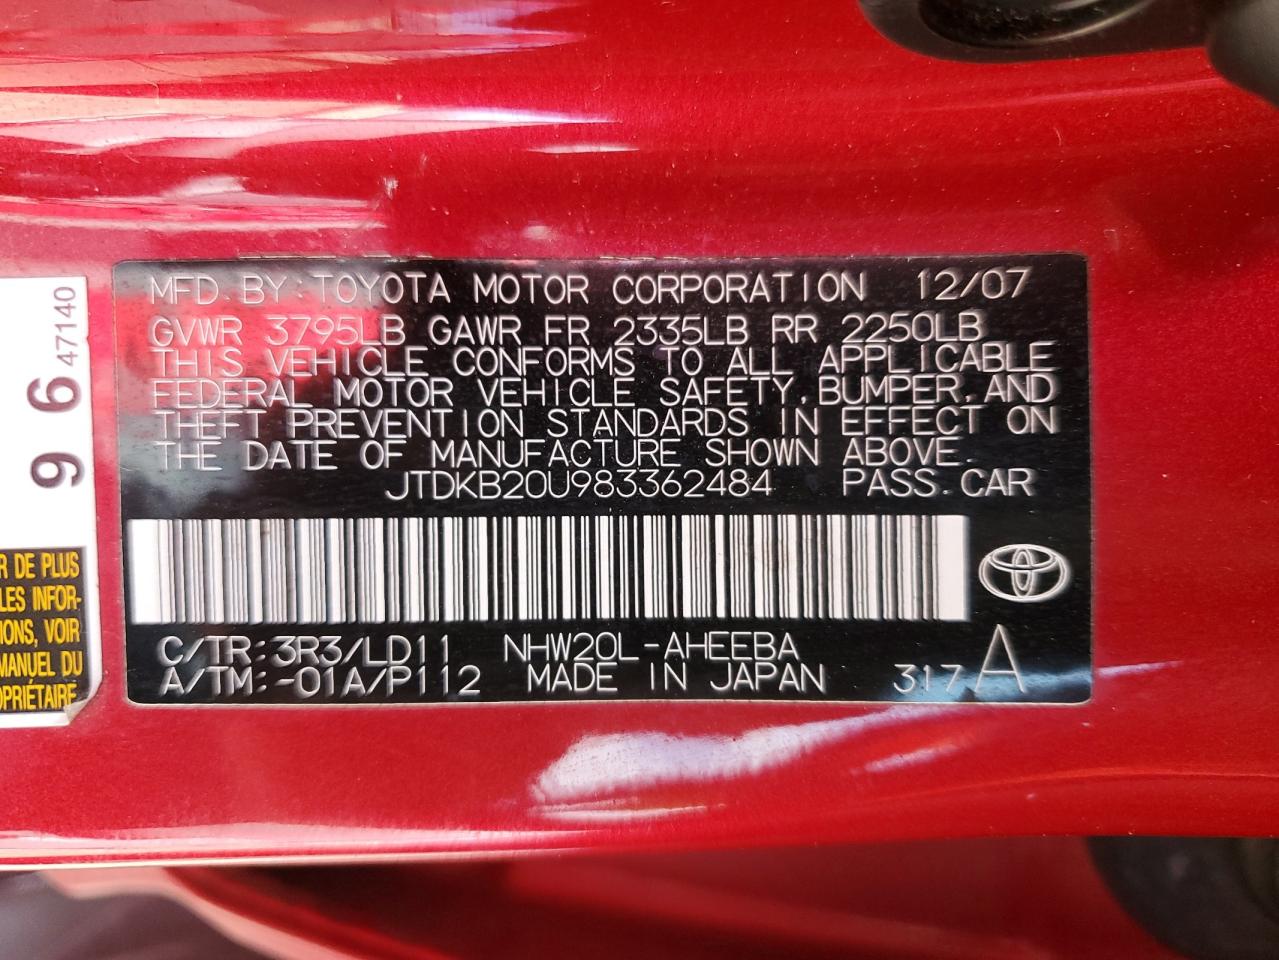 MFD. BY: TOYOTA MOTOR CORPORATION 12/07
GVWR 3795LB GAWR FR 2335LB RR 2250LB
THIS VEHICLE CONFORMS TO ALL APPLICABLE
FEDERAL MOTOR VEHICLE SAFETY, BUMPER, AND
THEFT PREVENTION STANDARDS IN EFFECT ON
THE DATE OF MANUFACTURE SHOWN ABOVE.
JTDKB20U983362484 PASS. CAR
C/TR: 3R3/LD11 NHW20L-AHEEBA
A/TM: -01A/P112 MADE IN JAPAN 317 A
9 6 47140
R DE PLUS
LES INFOR-
IONS, VOIR
MANUEL DU
OPRIÉTAIRE